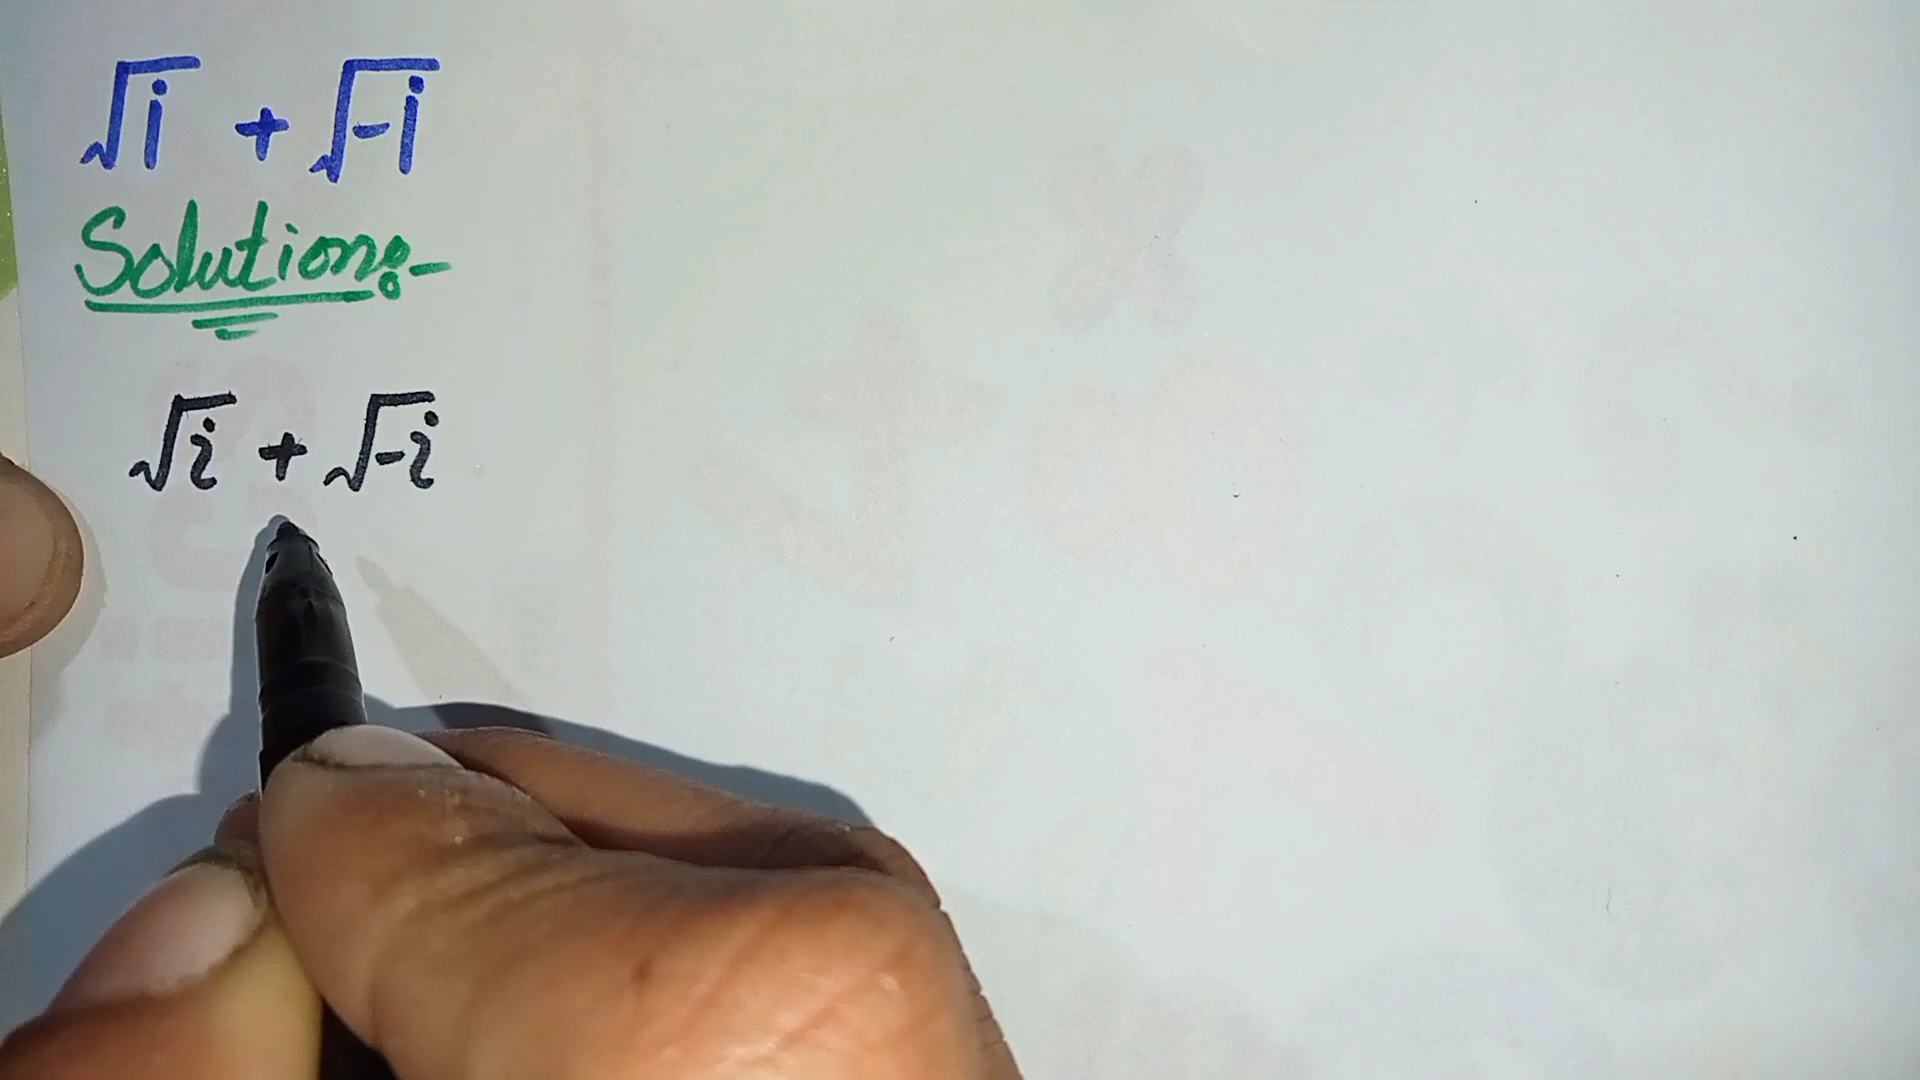 √i + √-i
Solution:-
√i + √-i